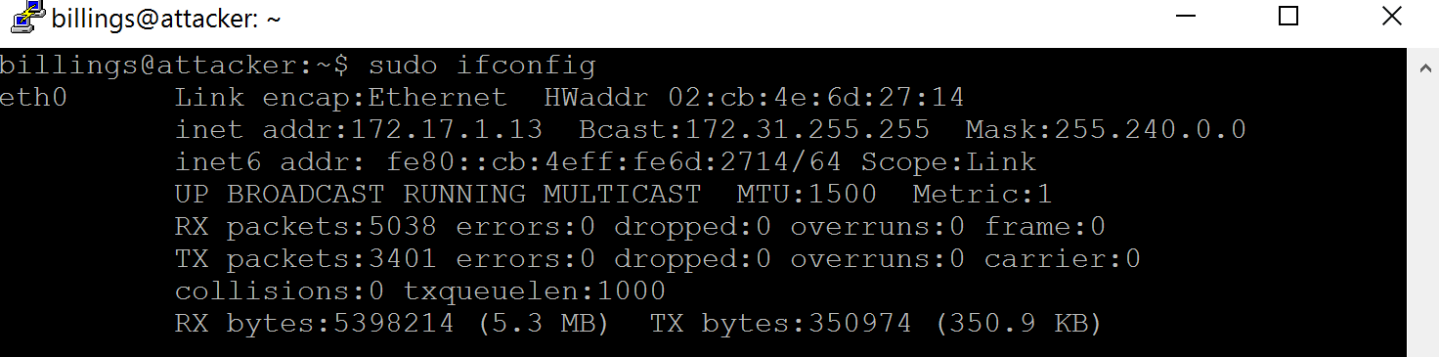 billings@attacker: ~
billings@attacker:~$ sudo ifconfig
eth0      Link encap:Ethernet  HWaddr 02:cb:4e:6d:27:14
          inet addr:172.17.1.13  Bcast:172.31.255.255  Mask:255.240.0.0
          inet6 addr: fe80::cb:4eff:fe6d:2714/64 Scope:Link
          UP BROADCAST RUNNING MULTICAST  MTU:1500  Metric:1
          RX packets:5038 errors:0 dropped:0 overruns:0 frame:0
          TX packets:3401 errors:0 dropped:0 overruns:0 carrier:0
          collisions:0 txqueuelen:1000
          RX bytes:5398214 (5.3 MB)  TX bytes:350974 (350.9 KB)